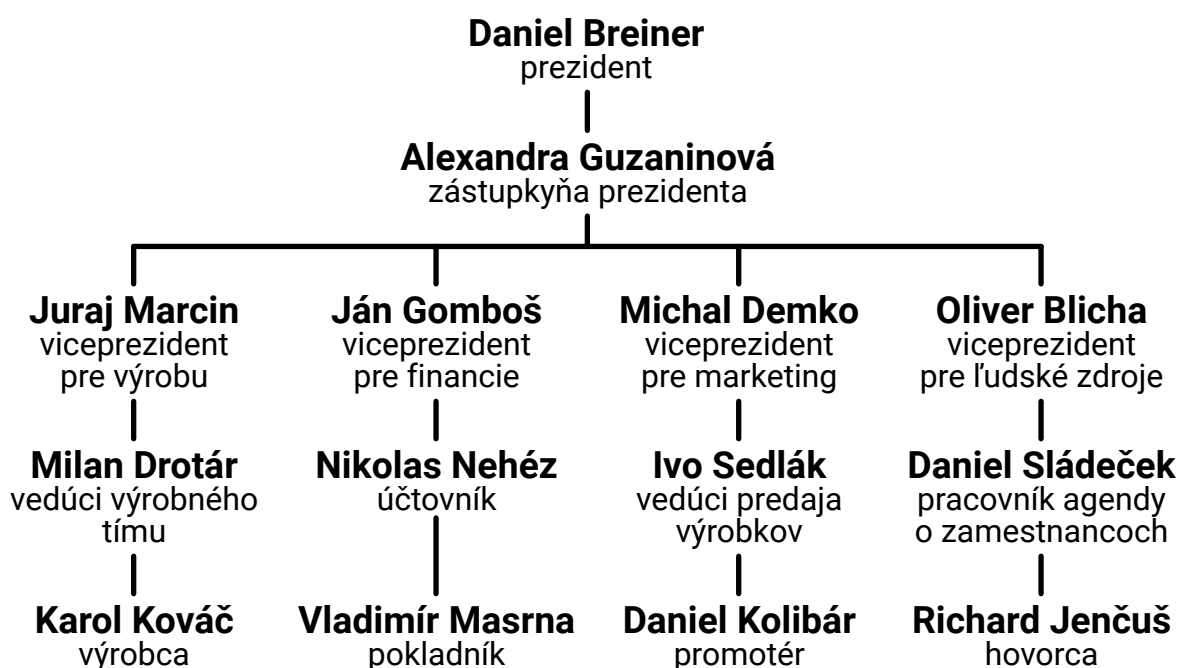 Daniel Breiner
prezident
Alexandra Guzaninová
zástupkyňa prezidenta
Juraj Marcin
viceprezident
pre výrobu
Ján Gomboš
viceprezident
pre financie
Michal Demko
viceprezident
pre marketing
Oliver Blicha
viceprezident
pre ľudské zdroje
Milan Drotár
vedúci výrobného
tímu
Nikolas Nehéz
účtovník
Ivo Sedlák
vedúci predaja
výrobkov
Daniel Sládeček
pracovník agendy
o zamestnancoch
Karol Kováč
výrobca
Vladimír Masrna
pokladník
Daniel Kolibár
promotér
Richard Jenčuš
hovorca